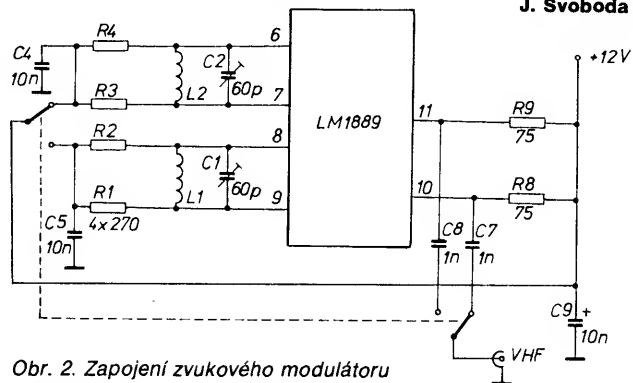 J. Svoboda
C4
10n
R4
R3
L2
C2
60p
6
7
R2
R1
4x270
C5
10n
L1
C1
60p
8
9
LM1889
11
10
R9
75
R8
75
+12V
C8
1n
C7
1n
C9 +
10n
VHF
Obr. 2. Zapojení zvukového modulátoru